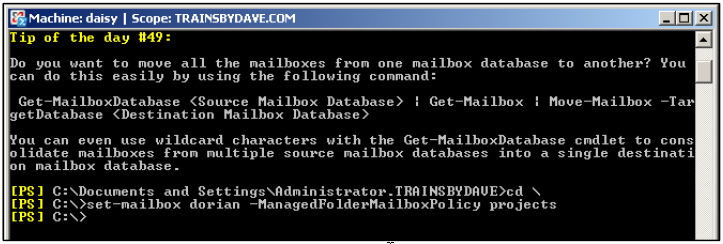 Machine: daisy | Scope: TRAINSBYDAVE.COM
Tip of the day #49:
Do you want to move all the mailboxes from one mailbox database to another? You
can do this easily by using the following command:
Get-MailboxDatabase <Source Mailbox Database> | Get-Mailbox | Move-Mailbox -Tar
getDatabase <Destination Mailbox Database>
You can even use wildcard characters with the Get-MailboxDatabase cmdlet to cons
olidate mailboxes from multiple source mailbox databases into a single destinati
on mailbox database.
[PS] C:\Documents and Settings\Administrator.TRAINSBYDAVE>cd \
[PS] C:\>set-mailbox dorian -ManagedFolderMailboxPolicy projects
[PS] C:\>